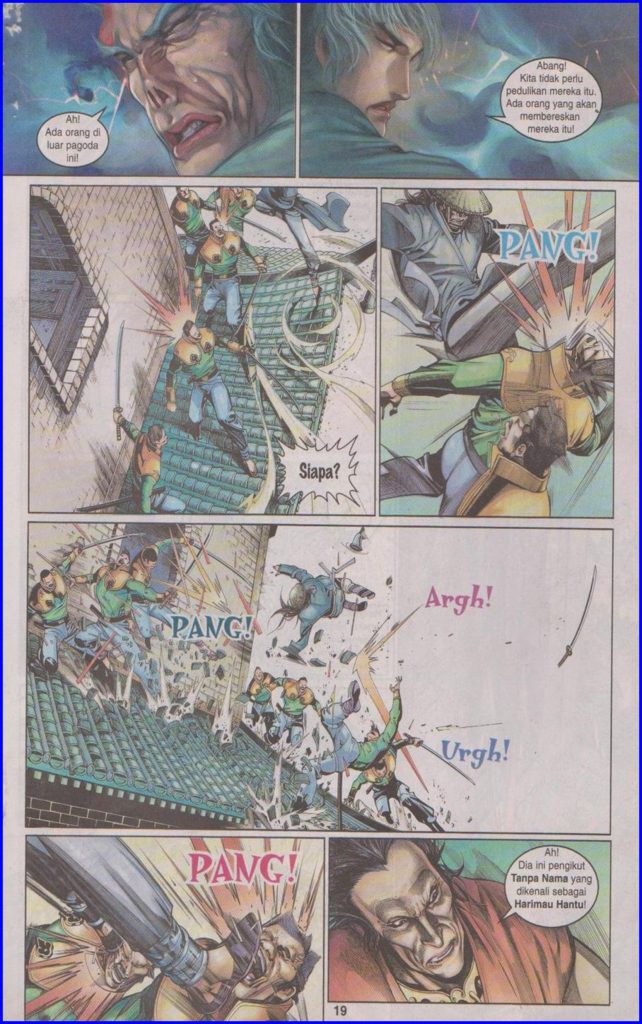 Ah!
Ada orang di
luar pagoda
ini!
Abang!
Kita tidak perlu
pedulikan mereka itu.
Ada orang yang akan
membereskan
mereka itu!
Siapa?
PANG!
PANG!
Argh!
Urgh!
PANG!
Ah!
Dia ini pengikut
Tanpa Nama yang
dikenali sebagai
Harimau Hantu!
19